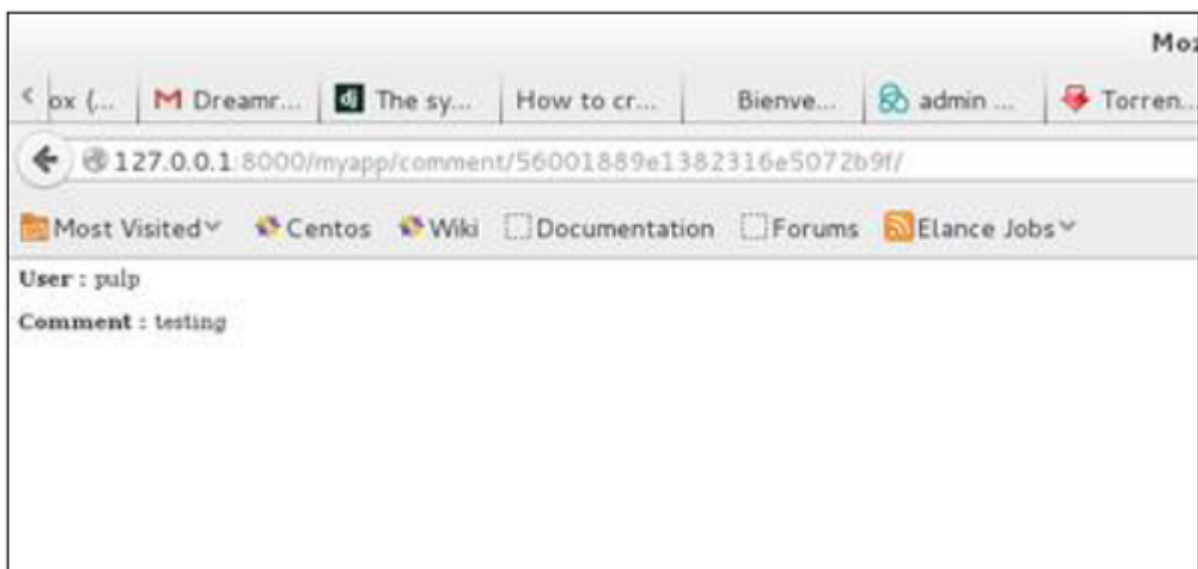 Moz
ox (... Dreamr... The sy... How to cr... Bienve... admin ... Torren...
127.0.0.1:8000/myapp/comment/56001889e1382316e5072b9f/
Most Visited Centos Wiki Documentation Forums Elance Jobs
User : pulp
Comment : testing